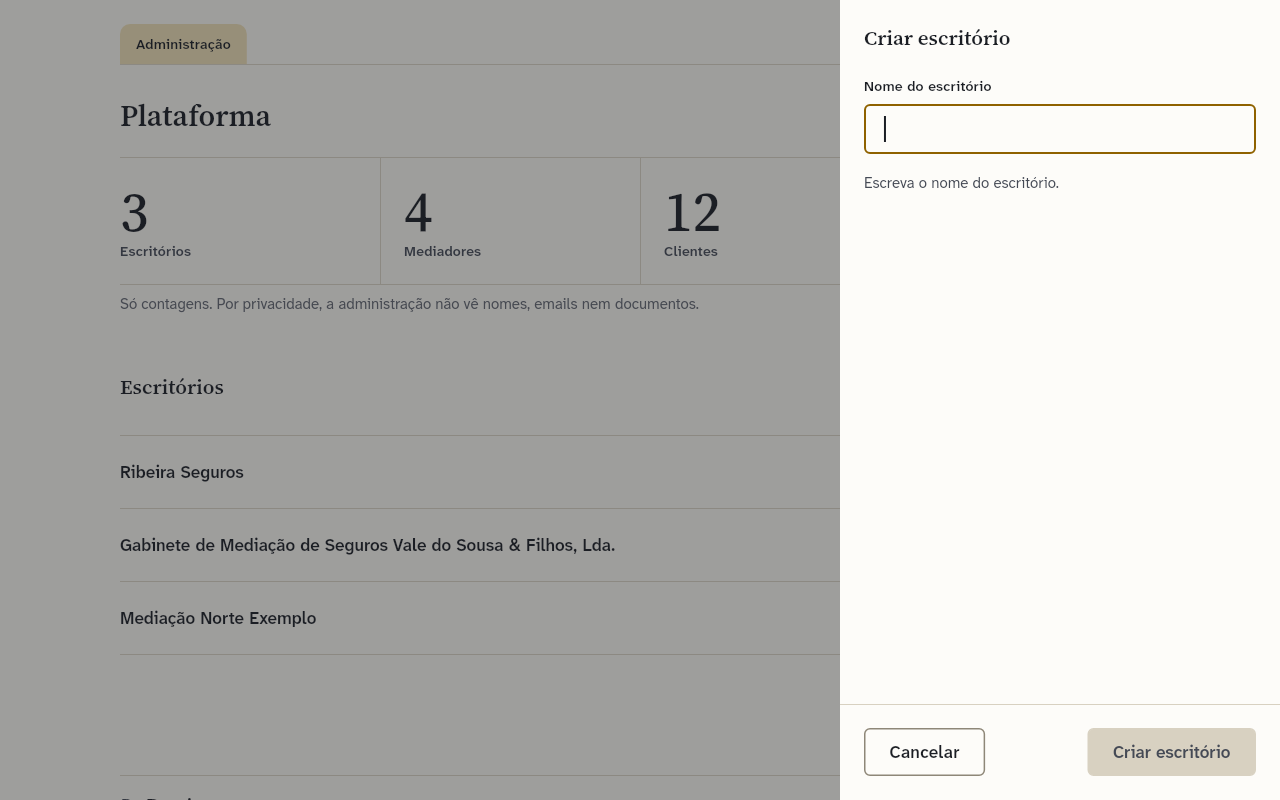 Administração
Plataforma
3
Escritórios
4
Mediadores
12
Clientes
Só contagens. Por privacidade, a administração não vê nomes, emails nem documentos.
Escritórios
Ribeira Seguros
Gabinete de Mediação de Seguros Vale do Sousa & Filhos, Lda.
Mediação Norte Exemplo
Criar escritório
Nome do escritório
Escreva o nome do escritório.
Cancelar
Criar escritório